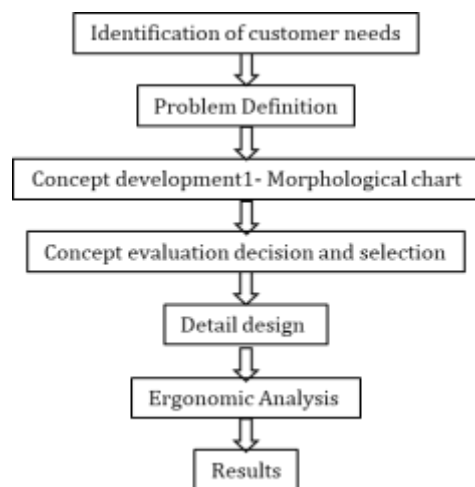 Identification of customer needs
Problem Definition
Concept development1- Morphological chart
Concept evaluation decision and selection
Detail design
Ergonomic Analysis
Results